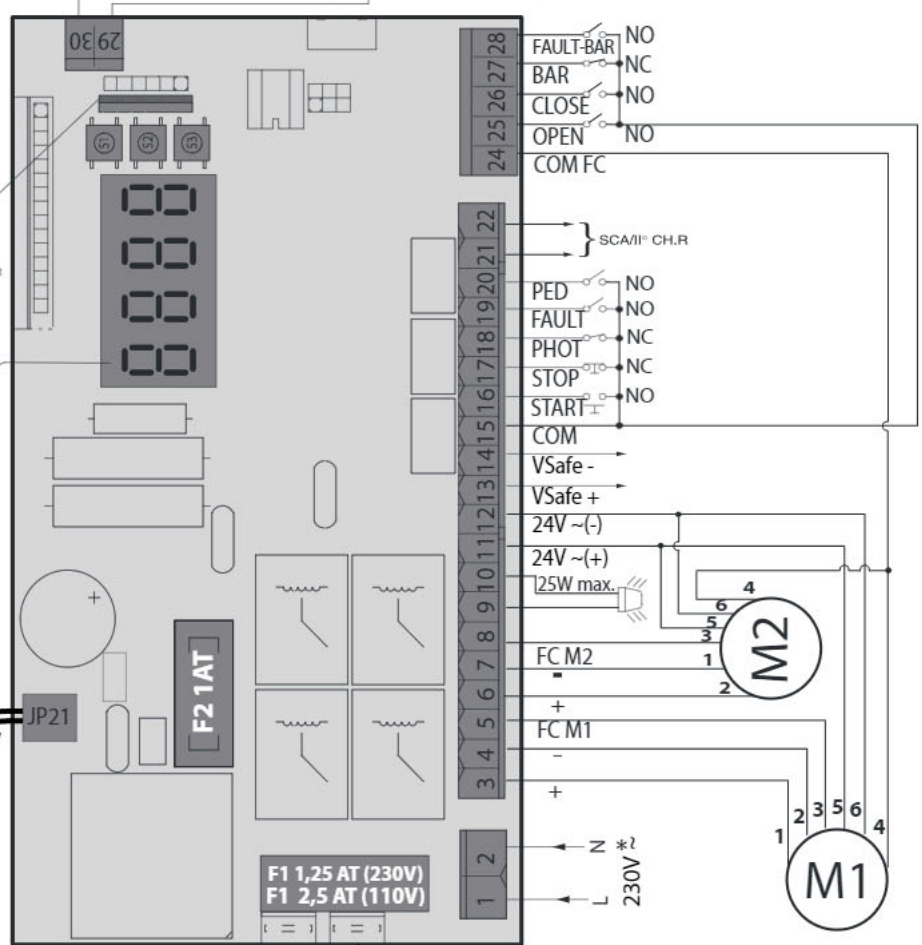 30 29
S1 S2 S3
28
27
26
25
24
FAULT-BAR NO
BAR NC
CLOSE NO
OPEN NO
COM FC
22
21
20
19
18
17
16
15
14
13
12
11
10
9
8
7
6
5
4
3
} SCA/II° CH.R
PED NO
FAULT NO
PHOT NC
STOP NC
START NO
COM
VSafe -
VSafe +
24V ~(-)
24V ~(+)
25W max.
FC M2
-
+
FC M1
-
+
4
6
5
3
1
2
M2
1 2 3 5 6 4
M1
+
F2 1AT
JP21
2
1
N
L
230V *~
F1 1,25 AT (230V)
F1 2,5 AT (110V)